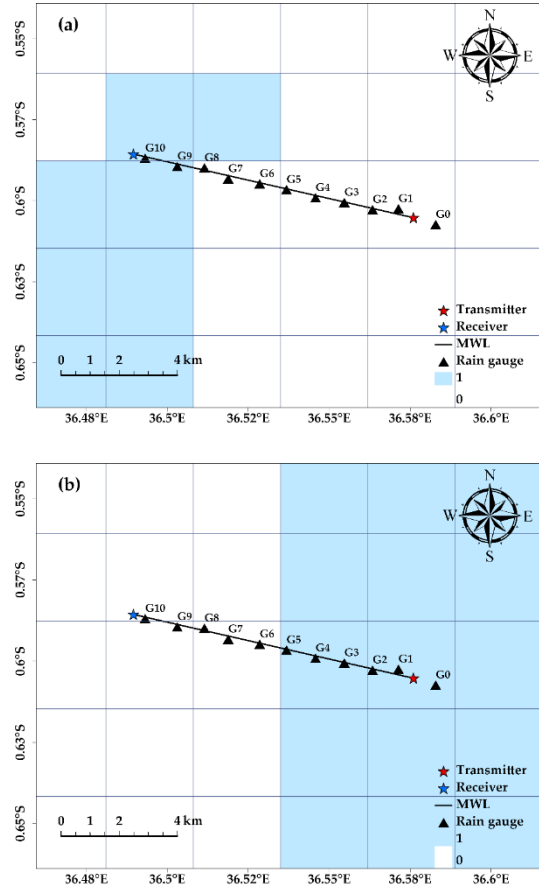 (a)
N
W E
S
0.55°S
0.57°S
0.6°S
0.63°S
0.65°S
G10
G9
G8
G7
G6
G5
G4
G3
G2
G1
G0
Transmitter
Receiver
MWL
Rain gauge
1
0
0 1 2 4 km
36.48°E 36.5°E 36.52°E 36.55°E 36.58°E 36.6°E
(b)
N
W E
S
0.55°S
0.57°S
0.6°S
0.63°S
0.65°S
G10
G9
G8
G7
G6
G5
G4
G3
G2
G1
G0
Transmitter
Receiver
MWL
Rain gauge
1
0
0 1 2 4 km
36.48°E 36.5°E 36.52°E 36.55°E 36.58°E 36.6°E